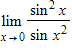 lim x→0 sin² x / sin x²